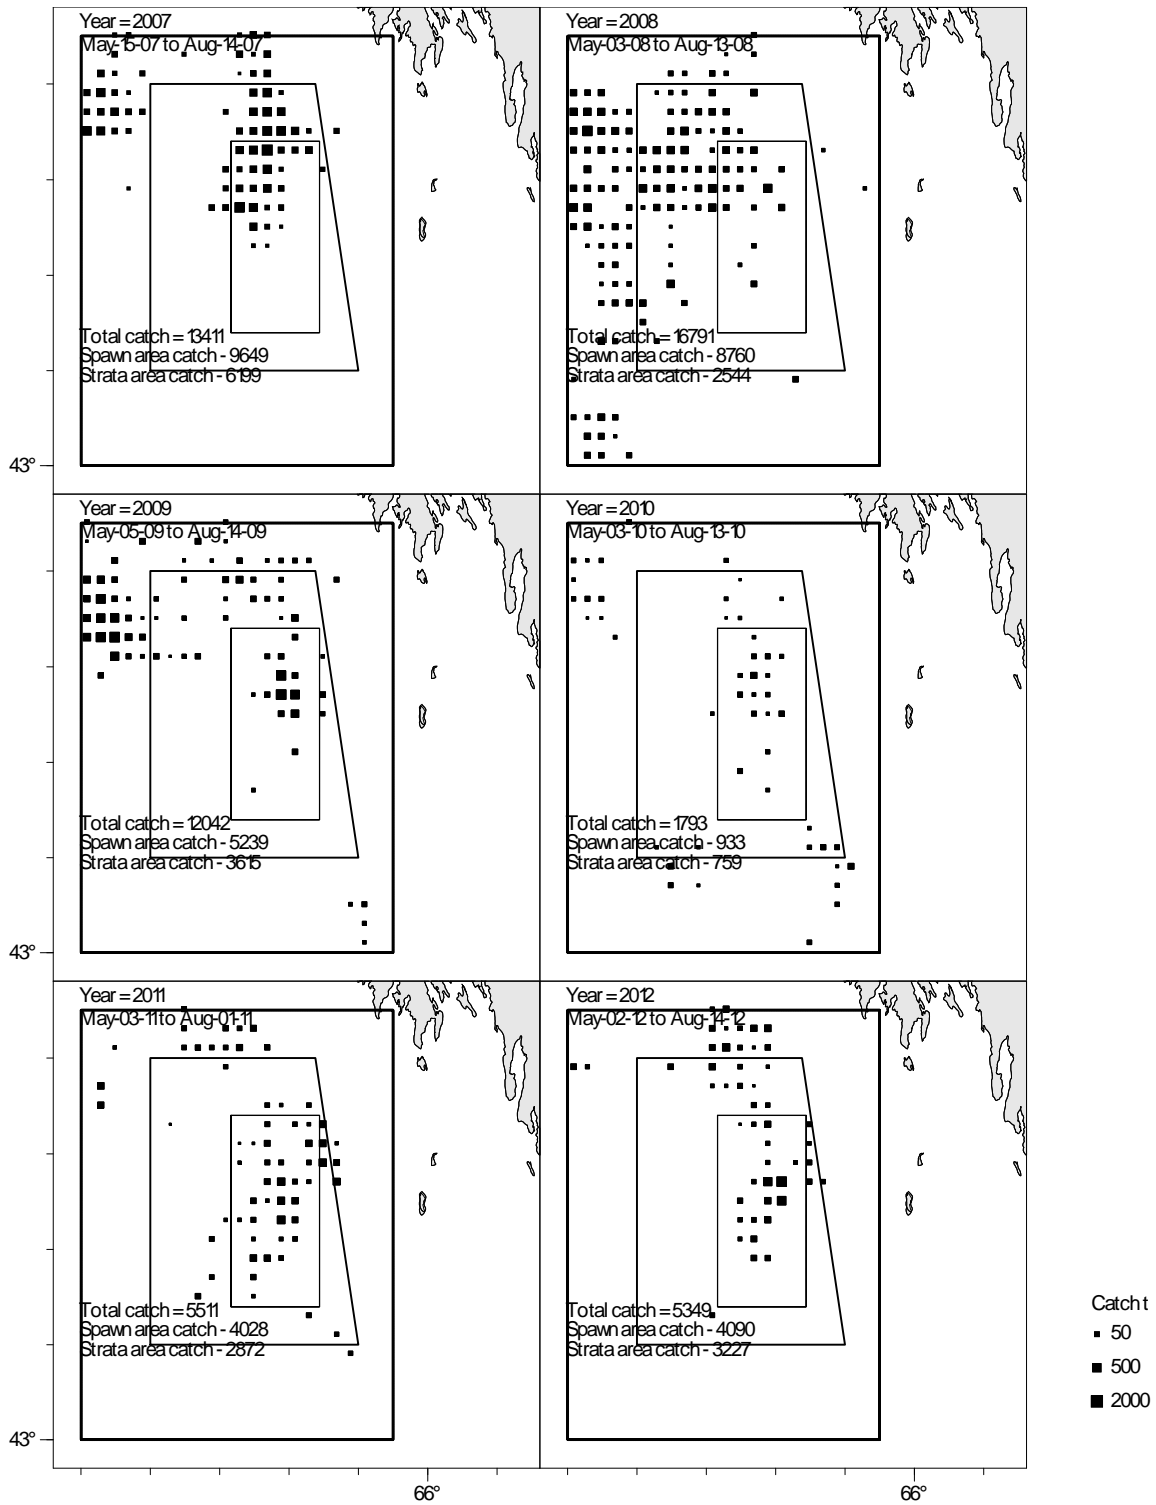 Year = 2007
May-15-07 to Aug-14-07
Total catch = 13411
Spawn area catch - 9649
Strata area catch - 6199
43°
Year = 2008
May-03-08 to Aug-13-08
Total catch = 16791
Spawn area catch - 8760
Strata area catch - 2544
Year = 2009
May-05-09 to Aug-14-09
Total catch = 12042
Spawn area catch - 5239
Strata area catch - 3615
43°
Year = 2010
May-03-10 to Aug-13-10
Total catch = 1793
Spawn area catch - 933
Strata area catch - 759
Year = 2011
May-03-11 to Aug-01-11
Total catch = 5511
Spawn area catch - 4028
Strata area catch - 2872
43°
66°
Year = 2012
May-02-12 to Aug-14-12
Total catch = 5349
Spawn area catch - 4090
Strata area catch - 3227
66°
Catch t
50
500
2000